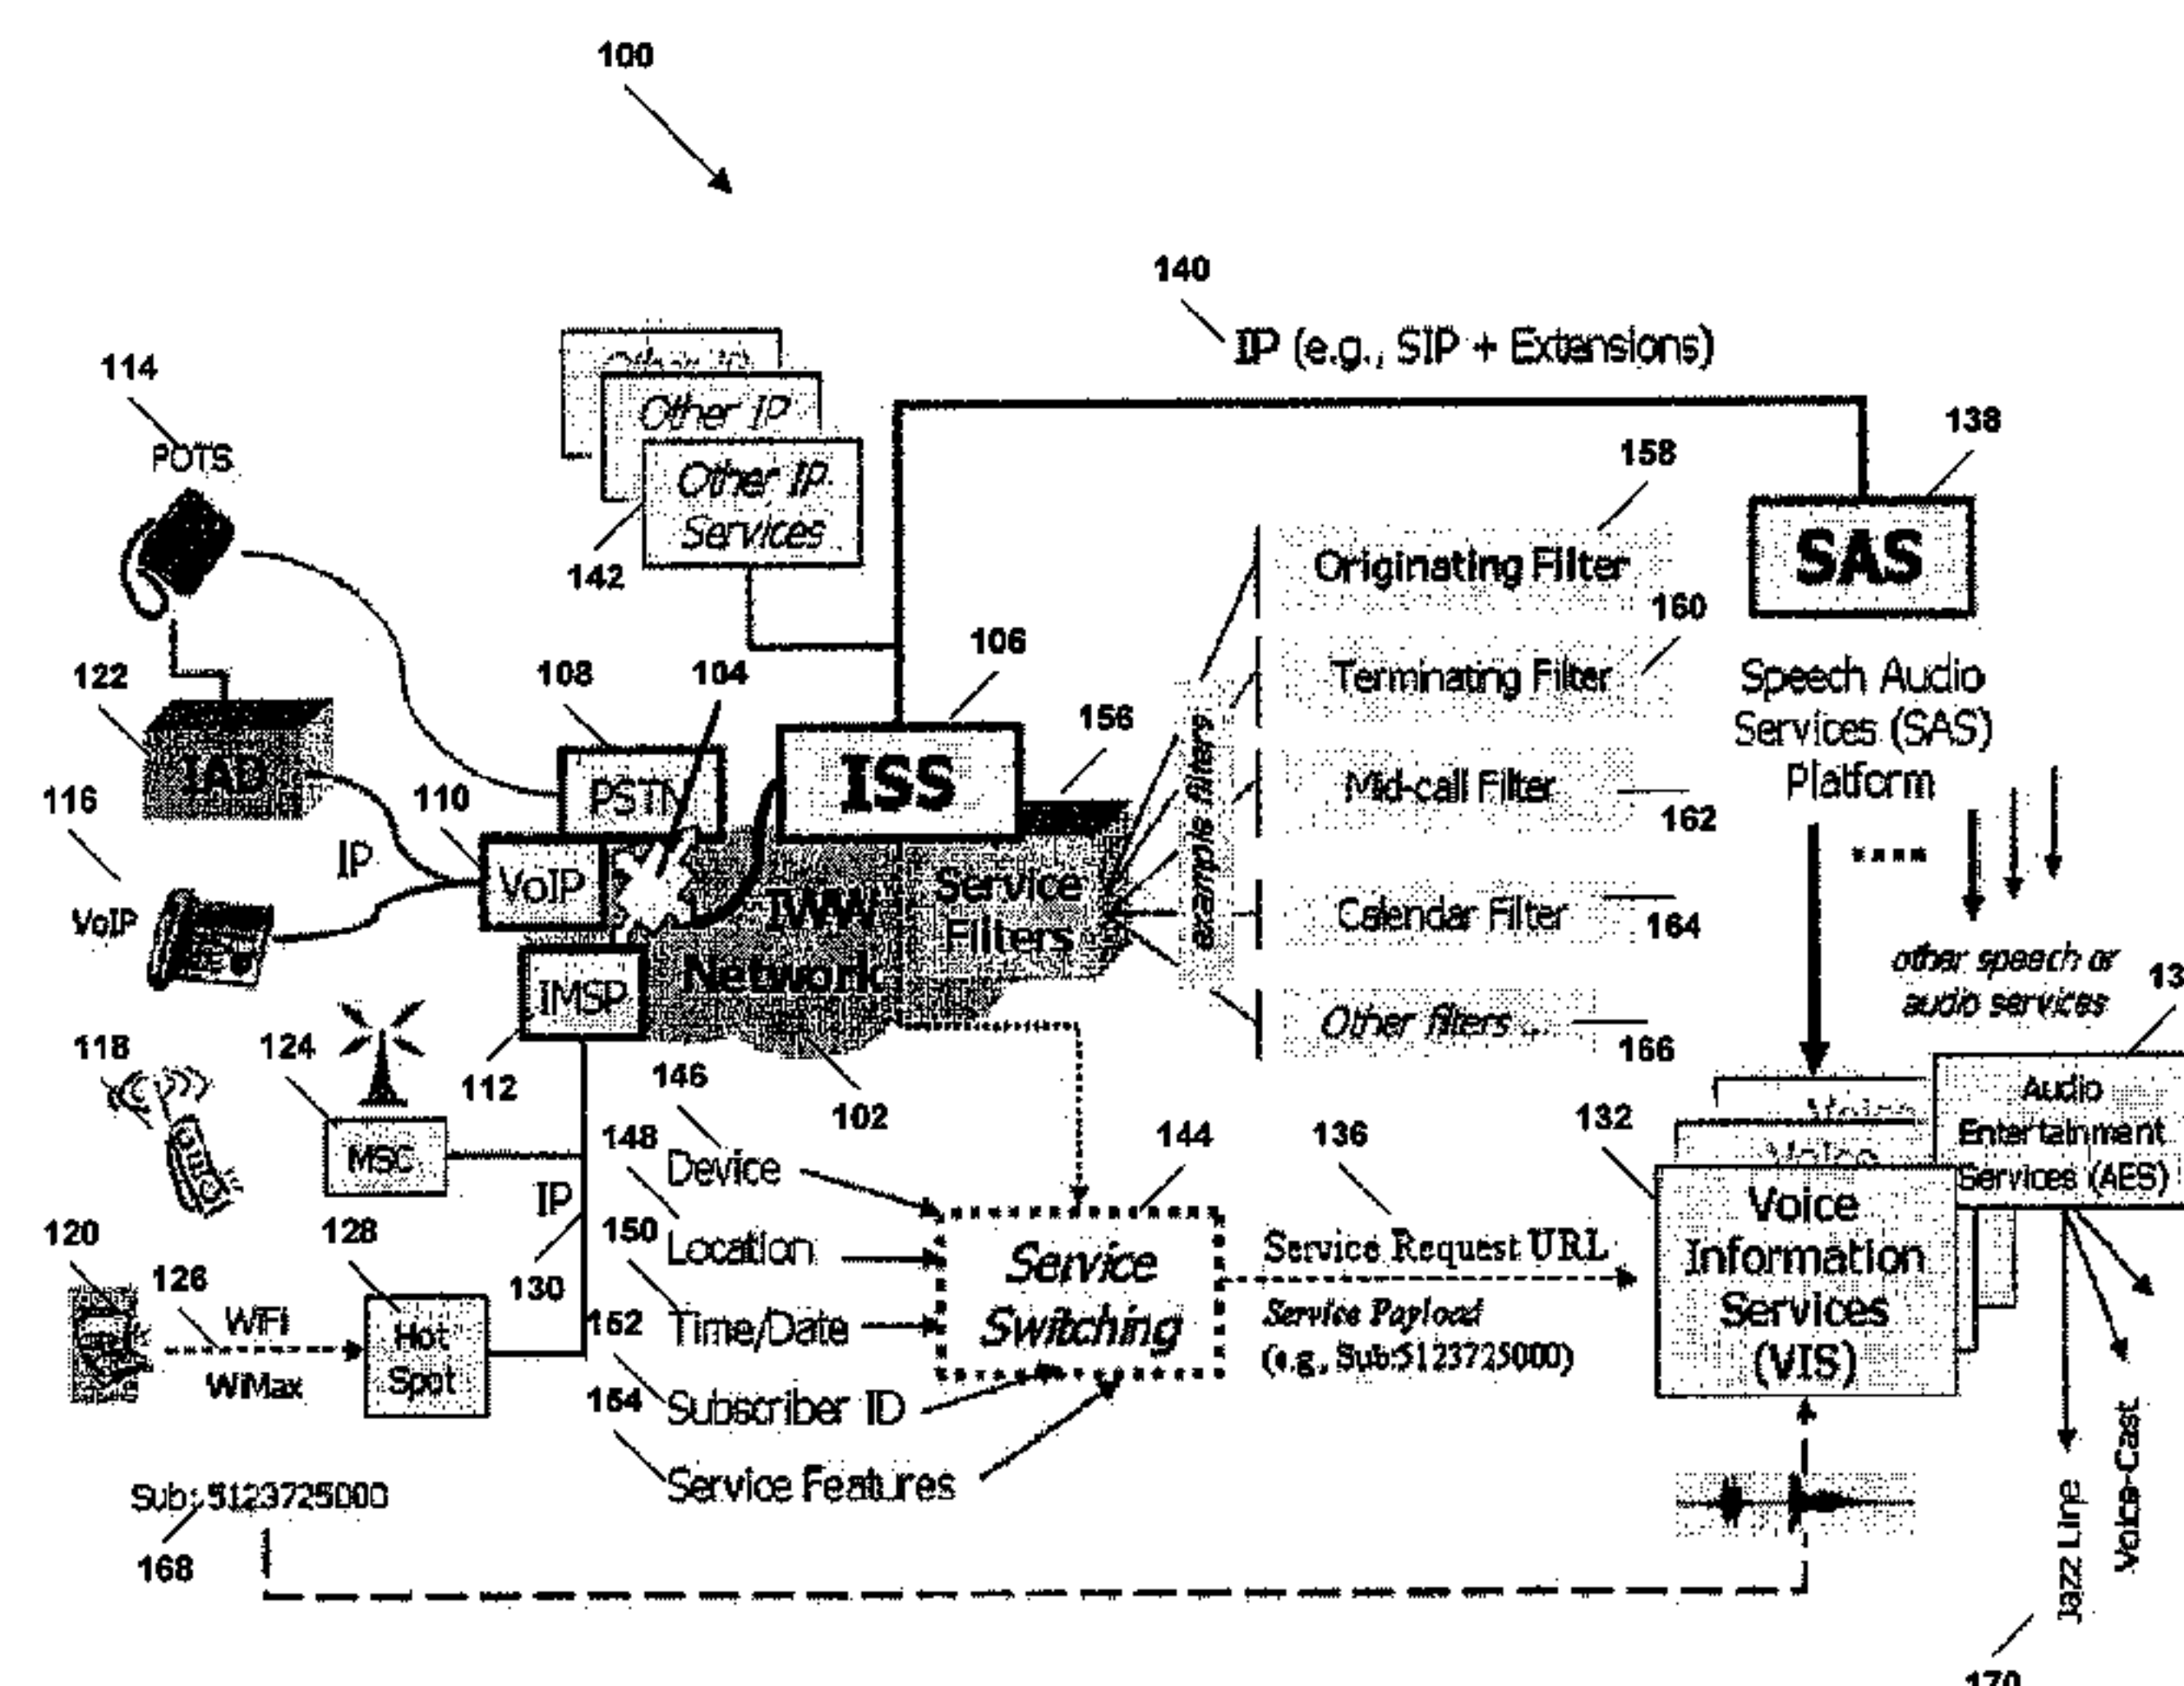 100
140
IP (e.g., SIP + Extensions)
114
POTS
Other IP
Other IP
Services
142
138
SAS
158
Originating Filter
160
Terminating Filter
Mid-call Filter
162
Calendar Filter
164
Other filters ...
166
example filters
Speech Audio
Services (SAS)
Platform
other speech or
audio services
122
IAD
108
PSTN
104
106
ISS
156
116
VoIP
IP
110
VoIP
IWW
Network
Service
Filters
IMSP
112
102
118
124
MSC
IP
130
120
126
WiFi
WiMax
128
Hot
Spot
146
Device
148
Location
150
Time/Date
152
Subscriber ID
154
Service Features
144
Service
Switching
136
Service Request URL
Service Payload
(e.g., Sub:5123725000)
132
Voice
Voice
Voice
Information
Services
(VIS)
13
Audio
Entertainment
Services (AES)
Jazz Line
Voice-Cast
170
Sub: 5123725000
168